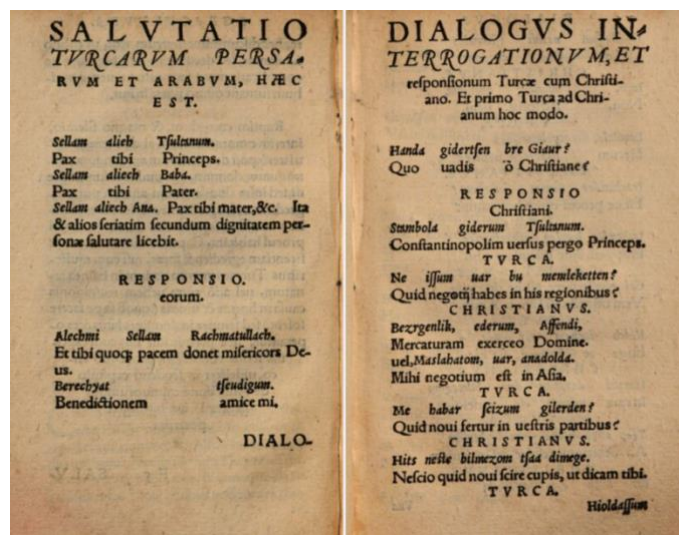 SALVTATIO
TVRCARVM PERSA-
RVM ET ARABVM, HÆC
EST.
Sellam alieb Tſultanum.
Pax tibi Princeps.
Sellam aliech Baba.
Pax tibi Pater.
Sellam aliech Ana. Pax tibi mater, &c. Ita
& alios ſeriatim ſecundum dignitatem per-
ſonæ ſalutare licebit.
RESPONSIO.
eorum.
Alechmi Sellam Rachmatullach.
Et tibi quoq; pacem donet miſericors De-
us.
Berechyat tſeudigum.
Benedictionem amice mi,
DIALO-
DIALOGVS IN-
TERROGATIONVM, ET
reſponſionum Turcæ cum Chriſti-
ano. Et primo Turca ad Chri-
anum hoc modo.
Handa gidertſen bre Giaur?
Quo uadis ô Chriſtiane?
RESPONSIO
Chriſtiani.
Stambola giderum Tſultanum.
Conſtantinopolim uerſus pergo Princeps.
TVRCA.
Ne iſſum uar bu memleketten?
Quid negotij habes in his regionibus?
CHRISTIANVS.
Bezrgenlik, ederum, Affendi,
Mercaturam exerceo Domine.
uel, Maslahatom, uar, anadolda.
Mihi negotium eſt in Aſia,
TVRCA.
Me habar ſcizum gilerden?
Quid noui fertur in ueſtris partibus?
CHRISTIANVS.
Hits neſte bilmezom tſaa dimege.
Neſcio quid noui ſcire cupis, ut dicam tibi.
TVRCA.
Hioldaſſum